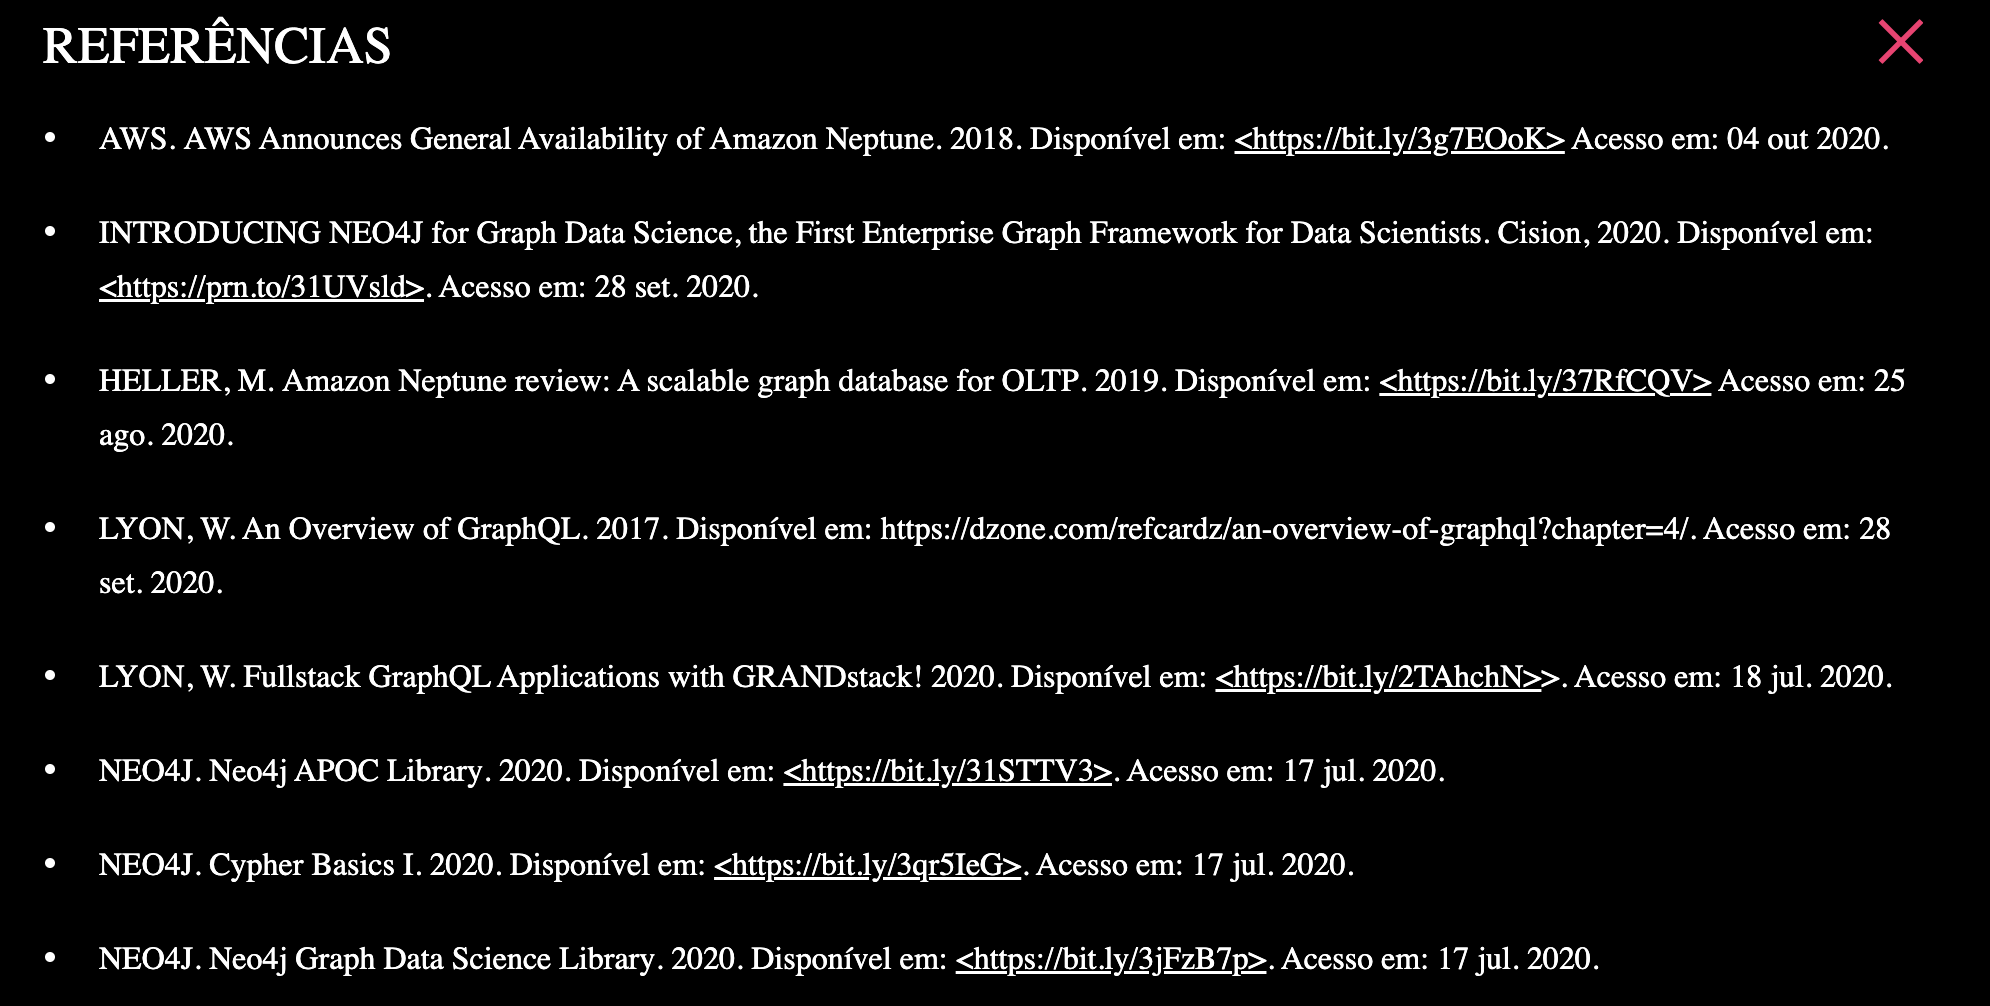 REFERÊNCIAS
• AWS. AWS Announces General Availability of Amazon Neptune. 2018. Disponível em: <https://bit.ly/3g7EOoK> Acesso em: 04 out 2020.
• INTRODUCING NEO4J for Graph Data Science, the First Enterprise Graph Framework for Data Scientists. Cision, 2020. Disponível em:
<https://prn.to/31UVsld>. Acesso em: 28 set. 2020.
• HELLER, M. Amazon Neptune review: A scalable graph database for OLTP. 2019. Disponível em: <https://bit.ly/37RfCQV> Acesso em: 25
ago. 2020.
• LYON, W. An Overview of GraphQL. 2017. Disponível em: https://dzone.com/refcardz/an-overview-of-graphql?chapter=4/. Acesso em: 28
set. 2020.
• LYON, W. Fullstack GraphQL Applications with GRANDstack! 2020. Disponível em: <https://bit.ly/2TAhchN>>. Acesso em: 18 jul. 2020.
• NEO4J. Neo4j APOC Library. 2020. Disponível em: <https://bit.ly/31STTV3>. Acesso em: 17 jul. 2020.
• NEO4J. Cypher Basics I. 2020. Disponível em: <https://bit.ly/3qr5IeG>. Acesso em: 17 jul. 2020.
• NEO4J. Neo4j Graph Data Science Library. 2020. Disponível em: <https://bit.ly/3jFzB7p>. Acesso em: 17 jul. 2020.